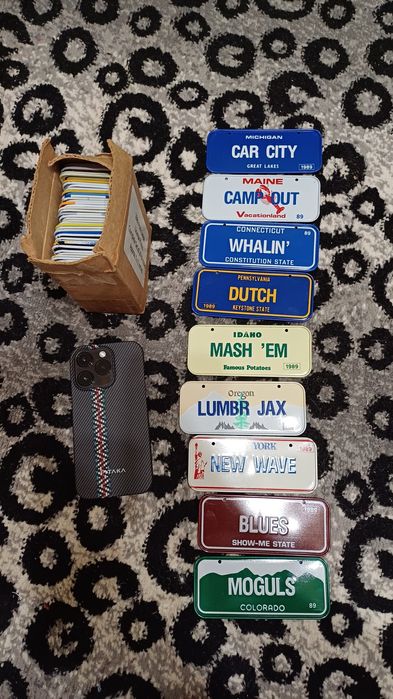 MICHIGAN
CAR CITY
GREAT LAKES 1989
MAINE
CAMP OUT
Vacationland 89
CONNECTICUT 89
WHALIN'
CONSTITUTION STATE
PENNSYLVANIA
DUTCH
1989 KEYSTONE STATE
IDAHO
MASH 'EM
Famous Potatoes 1989
Oregon
LUMBR JAX
YORK 1989
NEW WAVE
1989
BLUES
SHOW-ME STATE
MOGULS
COLORADO 89